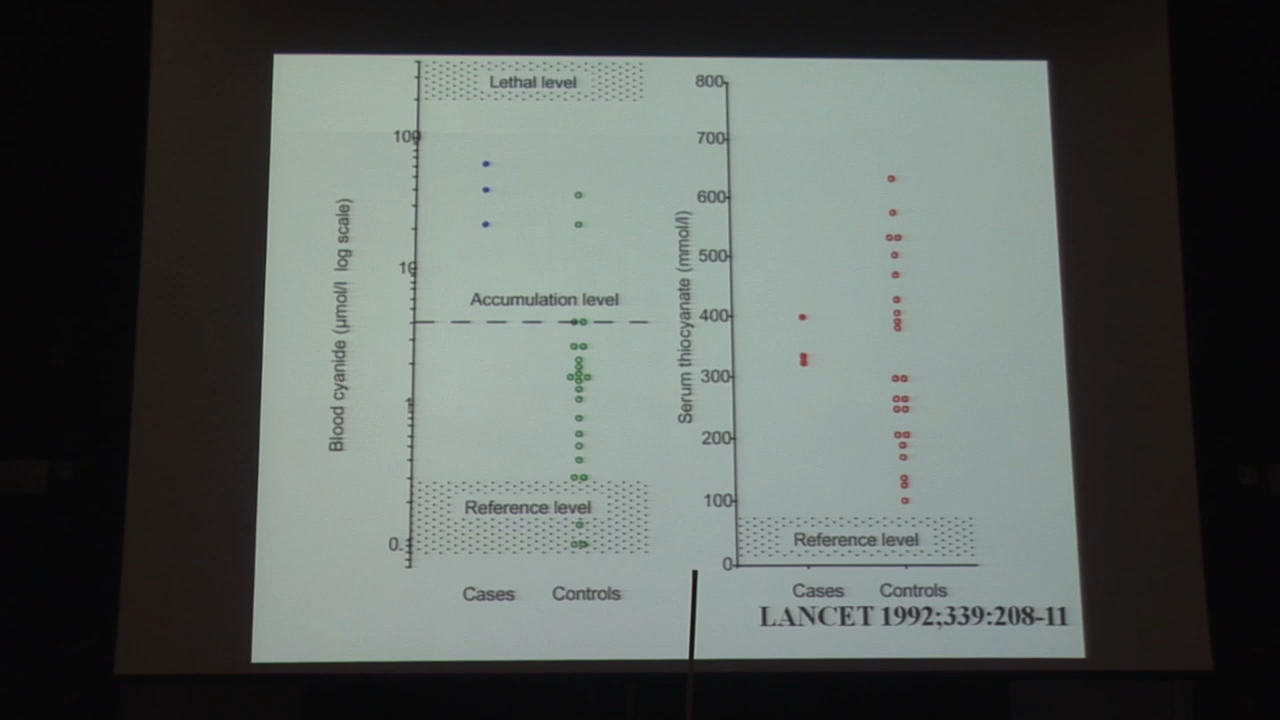 Lethal level
100
10
1
0.1
Blood cyanide (µmol/l log scale)
Accumulation level
Reference level
Cases Controls
800
700
600
500
400
300
200
100
0
Serum thiocyanate (mmol/l)
Reference level
Cases Controls
LANCET 1992;339:208-11